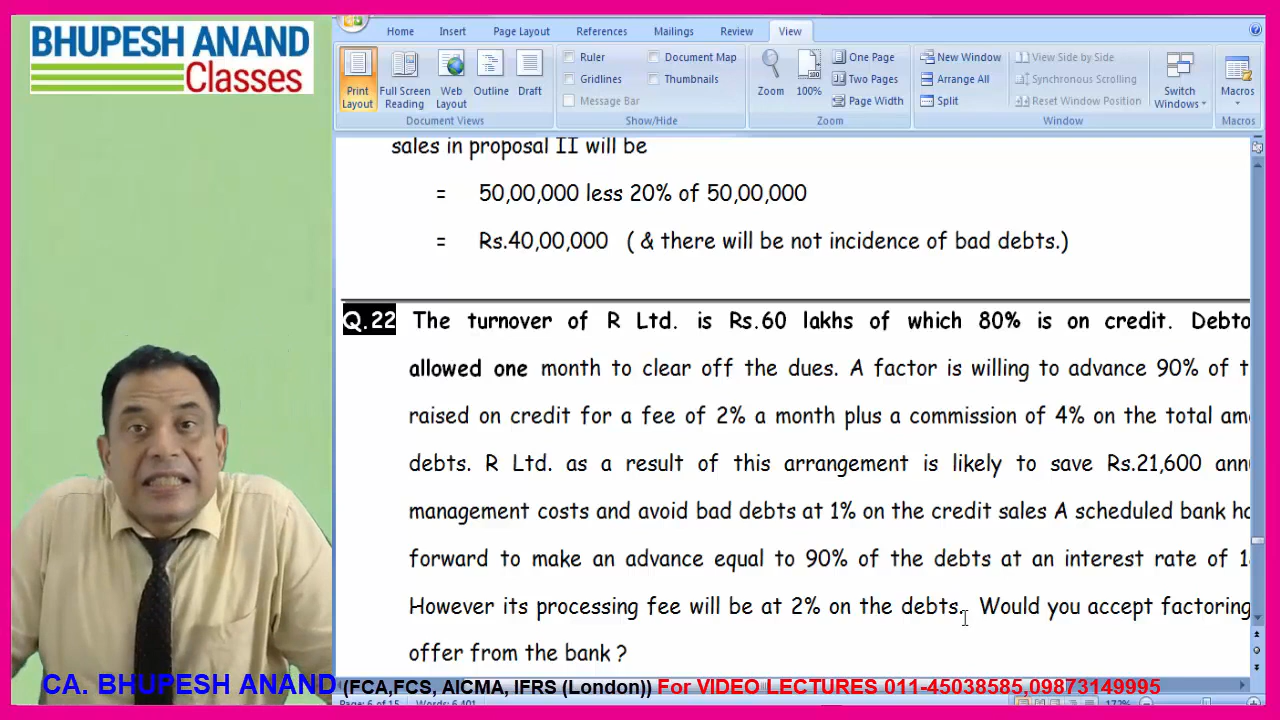 BHUPESH ANAND
Classes
Home Insert Page Layout References Mailings Review View
Print Layout
Full Screen Reading
Web Layout
Outline
Draft
Document Views
Ruler
Gridlines
Message Bar
Document Map
Thumbnails
Show/Hide
Zoom
100%
One Page
Two Pages
Page Width
Zoom
New Window
Arrange All
Split
View Side by Side
Synchronous Scrolling
Reset Window Position
Window
Switch Windows
Macros
Macros
sales in proposal II will be
= 50,00,000 less 20% of 50,00,000
= Rs.40,00,000 ( & there will be not incidence of bad debts.)
Q.22 The turnover of R Ltd. is Rs.60 lakhs of which 80% is on credit. Debto
allowed one month to clear off the dues. A factor is willing to advance 90% of t
raised on credit for a fee of 2% a month plus a commission of 4% on the total am
debts. R Ltd. as a result of this arrangement is likely to save Rs.21,600 ann
management costs and avoid bad debts at 1% on the credit sales A scheduled bank ha
forward to make an advance equal to 90% of the debts at an interest rate of 1
However its processing fee will be at 2% on the debts. Would you accept factoring
offer from the bank ?
CA. BHUPESH ANAND (FCA,FCS, AICMA, IFRS (London)) For VIDEO LECTURES 011-45038585,09873149995